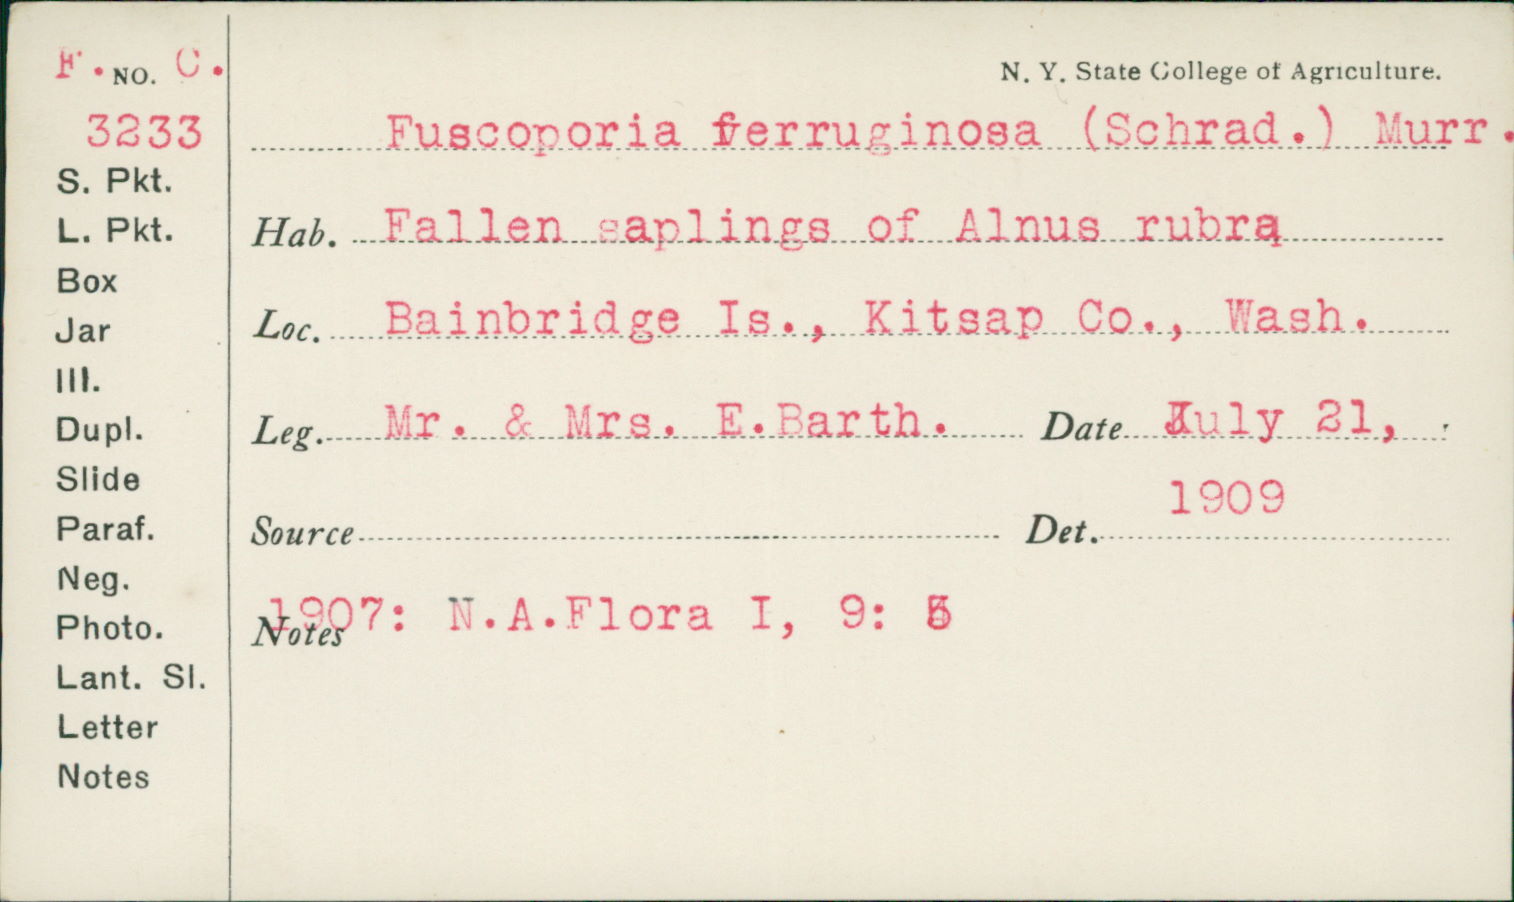 F. NO. C.
3233
S. Pkt.
L. Pkt.
Box
Jar
Ill.
Dupl.
Slide
Paraf.
Neg.
Photo.
Lant. Sl.
Letter
Notes
N. Y. State College of Agriculture.
Fuscoporia ferruginosa (Schrad.) Murr.
Hab. Fallen saplings of Alnus rubra
Loc. Bainbridge Is., Kitsap Co., Wash.
Leg. Mr. & Mrs. E.Barth. Date July 21,
1909
Source Det.
Notes 1907: N.A.Flora I, 9: